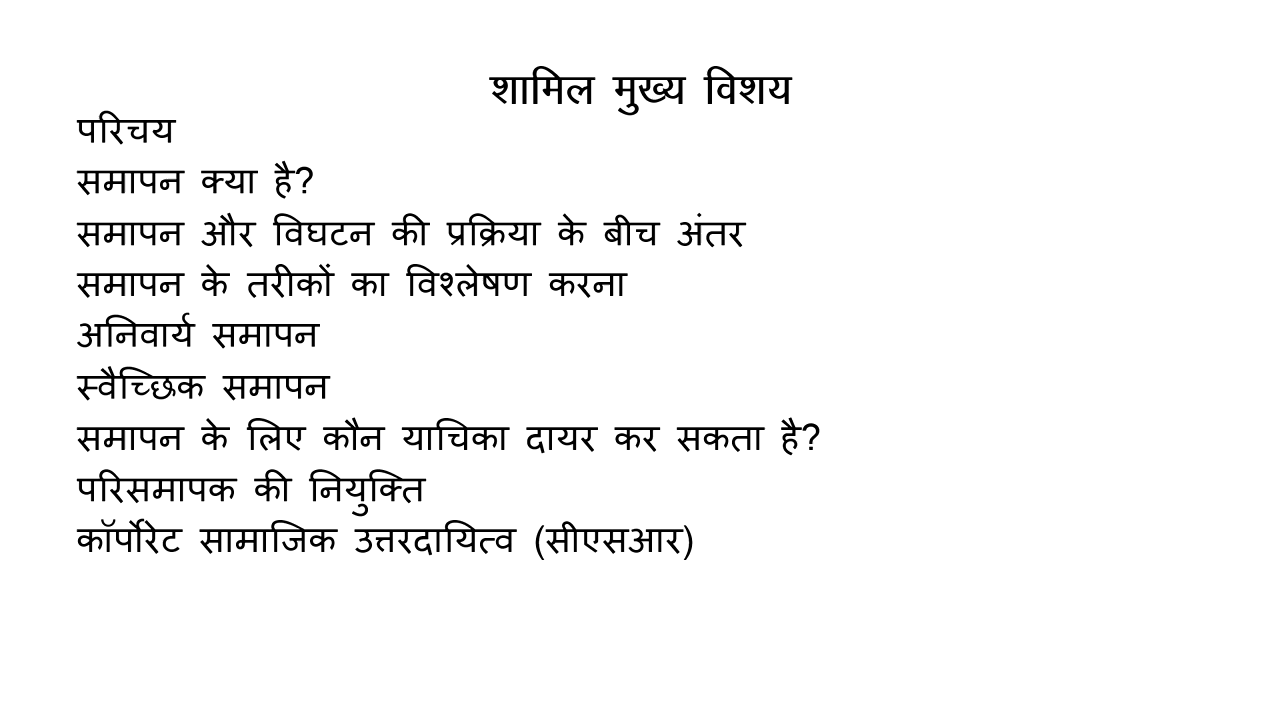 शामिल मुख्य विशय
परिचय
समापन क्या है?
समापन और विघटन की प्रक्रिया के बीच अंतर
समापन के तरीकों का विश्लेषण करना
अनिवार्य समापन
स्वैच्छिक समापन
समापन के लिए कौन याचिका दायर कर सकता है?
परिसमापक की नियुक्ति
कॉर्पोरेट सामाजिक उत्तरदायित्व (सीएसआर)